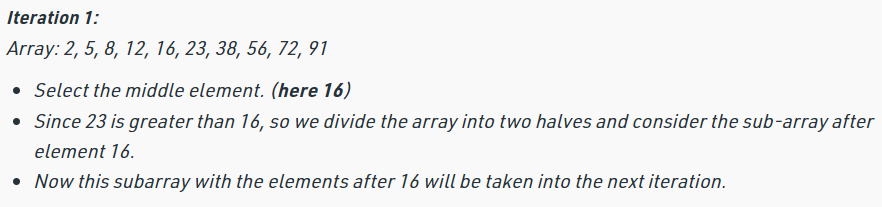 Iteration 1:
Array: 2, 5, 8, 12, 16, 23, 38, 56, 72, 91
• Select the middle element. (here 16)
• Since 23 is greater than 16, so we divide the array into two halves and consider the sub-array after
element 16.
• Now this subarray with the elements after 16 will be taken into the next iteration.